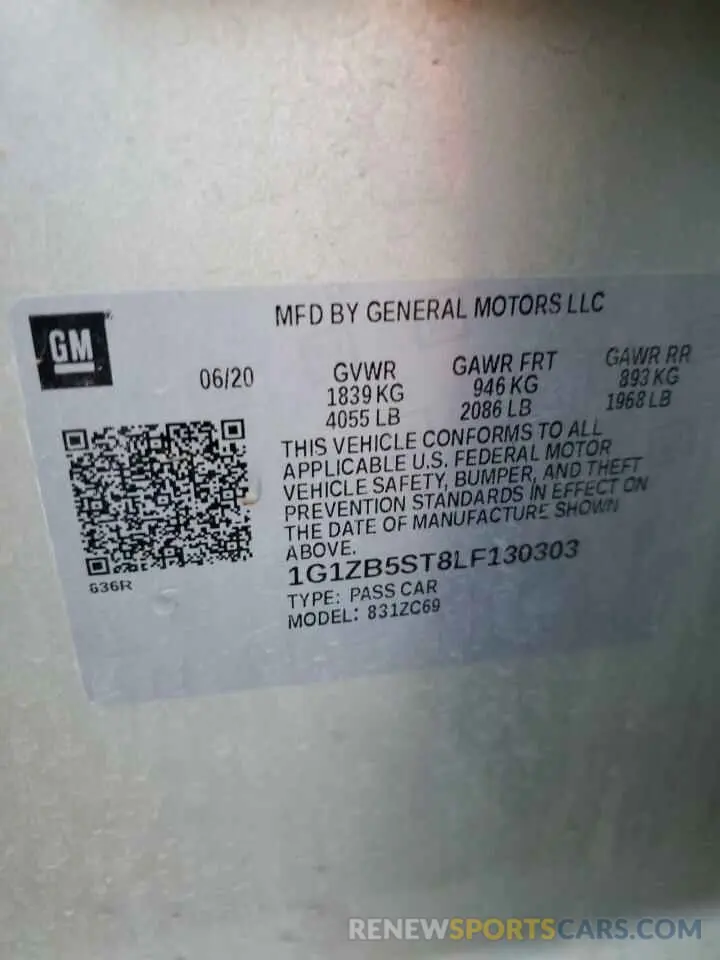 MFD BY GENERAL MOTORS LLC
GM
06/20
GVWR GAWR FRT GAWR RR
1839 KG 946 KG 893 KG
4055 LB 2086 LB 1968 LB
THIS VEHICLE CONFORMS TO ALL
APPLICABLE U.S. FEDERAL MOTOR
VEHICLE SAFETY, BUMPER, AND THEFT
PREVENTION STANDARDS IN EFFECT ON
THE DATE OF MANUFACTURE SHOWN
ABOVE.
1G1ZB5ST8LF130303
636R
TYPE: PASS CAR
MODEL: 831ZC69
RENEWSPORTSCARS.COM